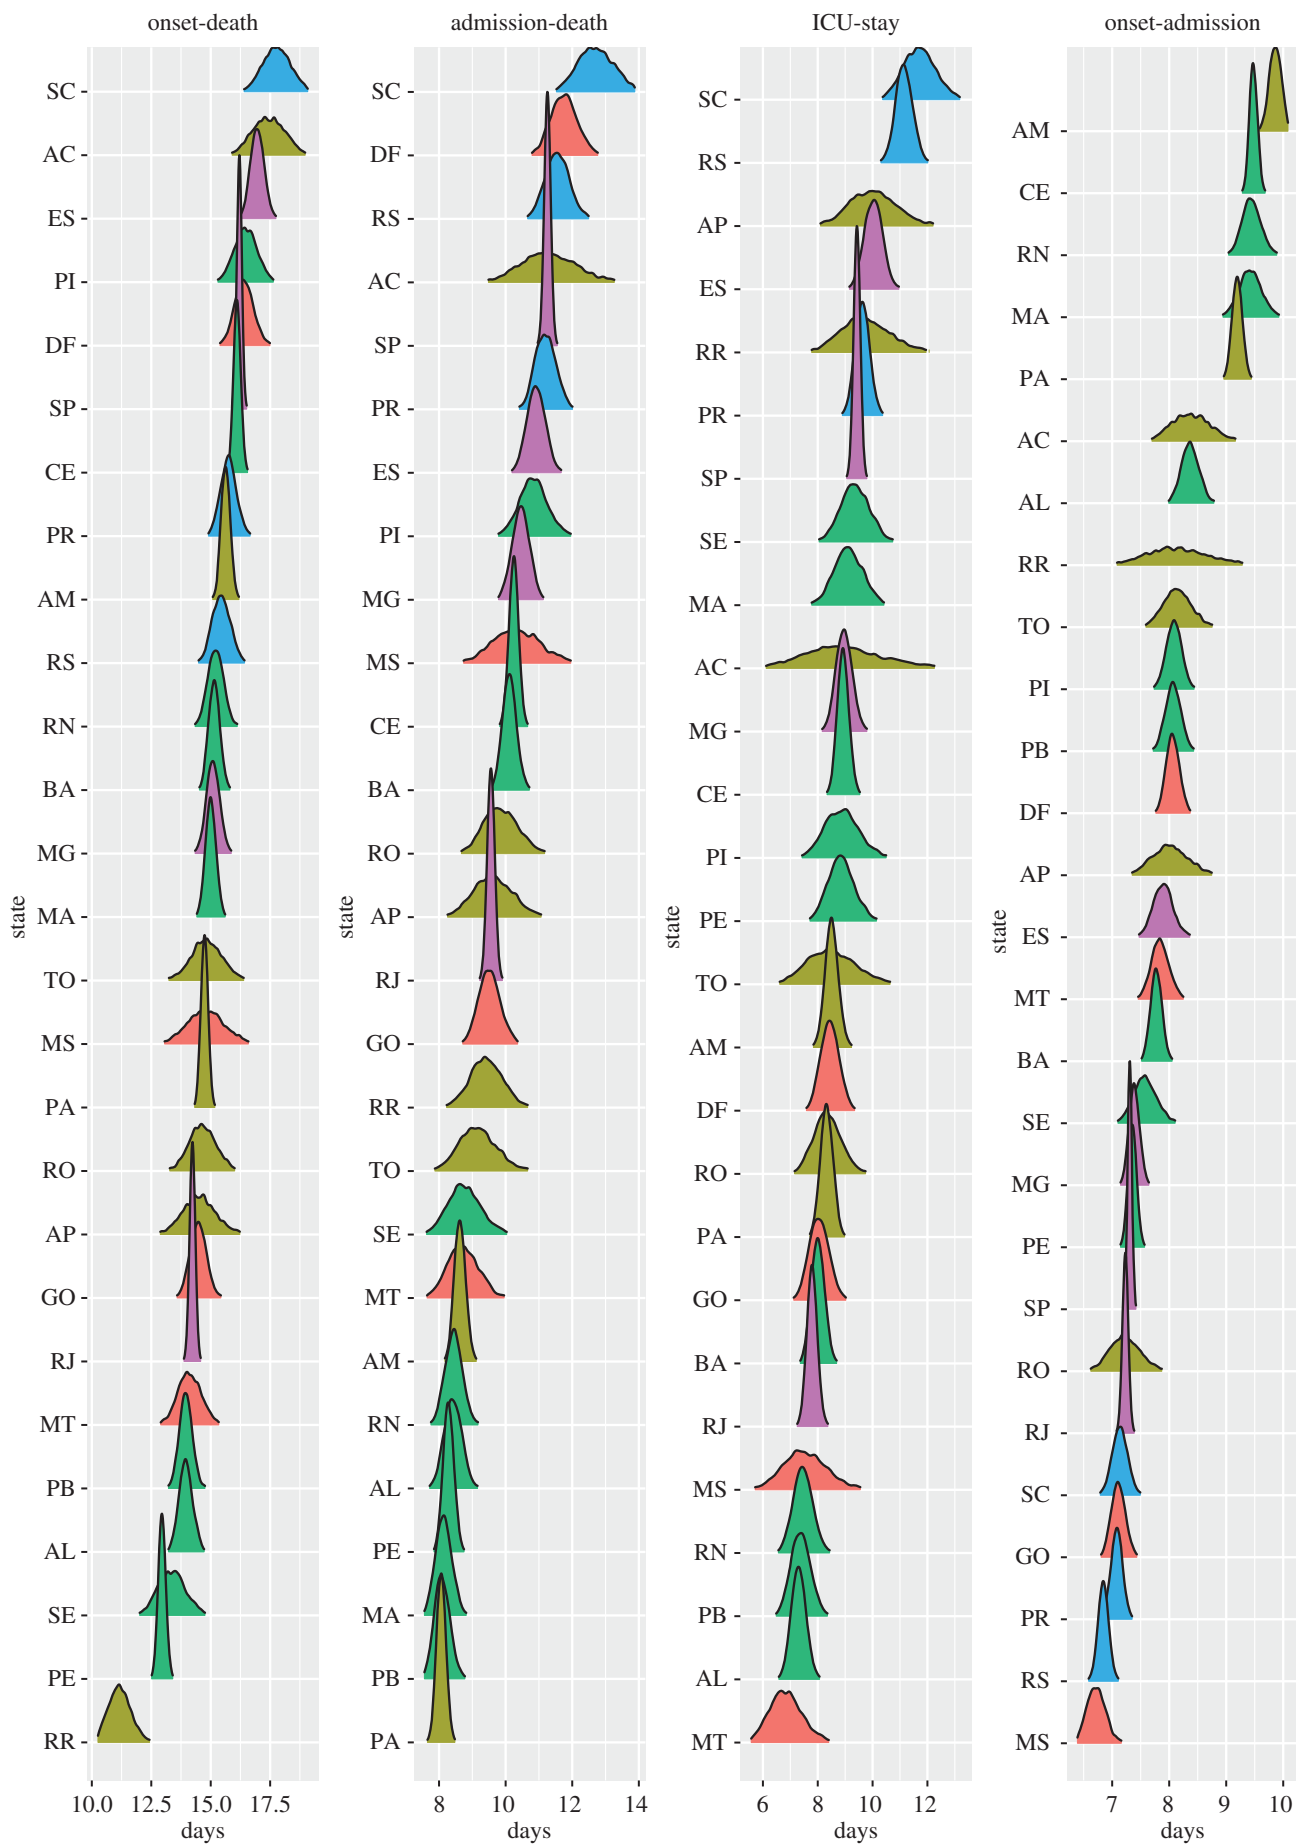 onset-death
SC
AC
ES
PI
DF
SP
CE
PR
AM
RS
RN
BA
MG
MA
TO
MS
PA
RO
AP
GO
RJ
MT
PB
AL
SE
PE
RR
state
10.0 12.5 15.0 17.5
days
admission-death
SC
DF
RS
AC
SP
PR
ES
PI
MG
MS
CE
BA
RO
AP
RJ
GO
RR
TO
SE
MT
AM
RN
AL
PE
MA
PB
PA
state
8 10 12 14
days
ICU-stay
SC
RS
AP
ES
RR
PR
SP
SE
MA
AC
MG
CE
PI
PE
TO
AM
DF
RO
PA
GO
BA
RJ
MS
RN
PB
AL
MT
state
6 8 10 12
days
onset-admission
AM
CE
RN
MA
PA
AC
AL
RR
TO
PI
PB
DF
AP
ES
MT
BA
SE
MG
PE
SP
RO
RJ
SC
GO
PR
RS
MS
state
7 8 9 10
days